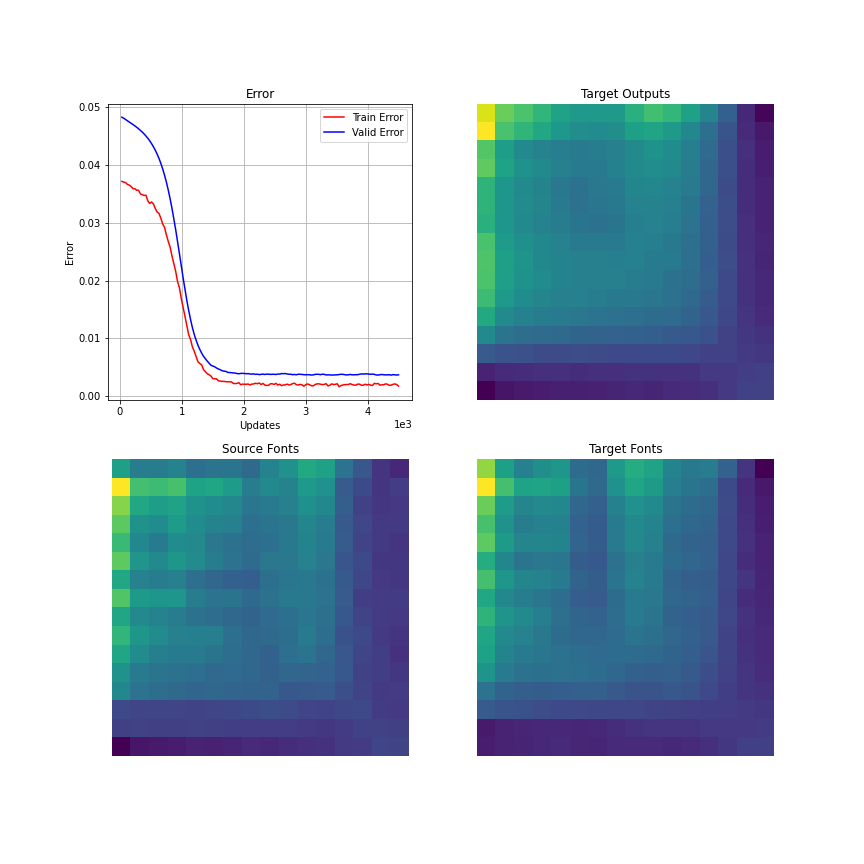 Error
0.05
0.04
0.03
0.02
0.01
0.00
Error
Train Error
Valid Error
0 1 2 3 4
1e3
Updates
Target Outputs
Source Fonts
Target Fonts